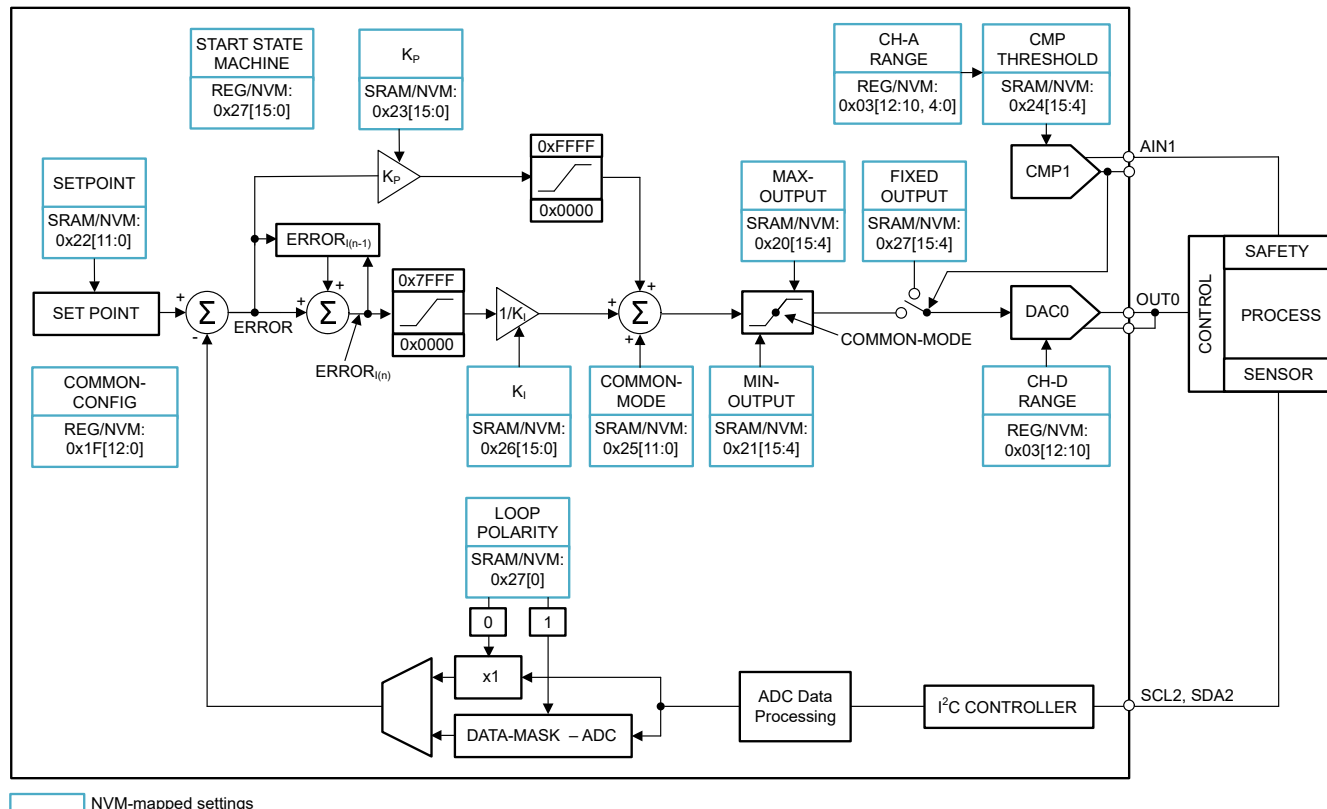 START STATE
MACHINE
REG/NVM:
0x27[15:0]
KP
SRAM/NVM:
0x23[15:0]
CH-A
RANGE
REG/NVM:
0x03[12:10, 4:0]
CMP
THRESHOLD
SRAM/NVM:
0x24[15:4]
SETPOINT
SRAM/NVM:
0x22[11:0]
KP
0xFFFF
0x0000
MAX-
OUTPUT
SRAM/NVM:
0x20[15:4]
FIXED
OUTPUT
SRAM/NVM:
0x27[15:4]
CMP1
AIN1
ERRORI(n-1)
SET POINT
+
-
Σ
ERROR
+
+
Σ
ERRORI(n)
0x7FFF
0x0000
1/KI
+
+
+
Σ
COMMON-MODE
DAC0
OUT0
CONTROL
SAFETY
PROCESS
SENSOR
COMMON-
CONFIG
REG/NVM:
0x1F[12:0]
KI
SRAM/NVM:
0x26[15:0]
COMMON-
MODE
SRAM/NVM:
0x25[11:0]
MIN-
OUTPUT
SRAM/NVM:
0x21[15:4]
CH-D
RANGE
REG/NVM:
0x03[12:10]
LOOP
POLARITY
SRAM/NVM:
0x27[0]
0
1
x1
DATA-MASK – ADC
ADC Data
Processing
I²C CONTROLLER
SCL2, SDA2
NVM-mapped settings